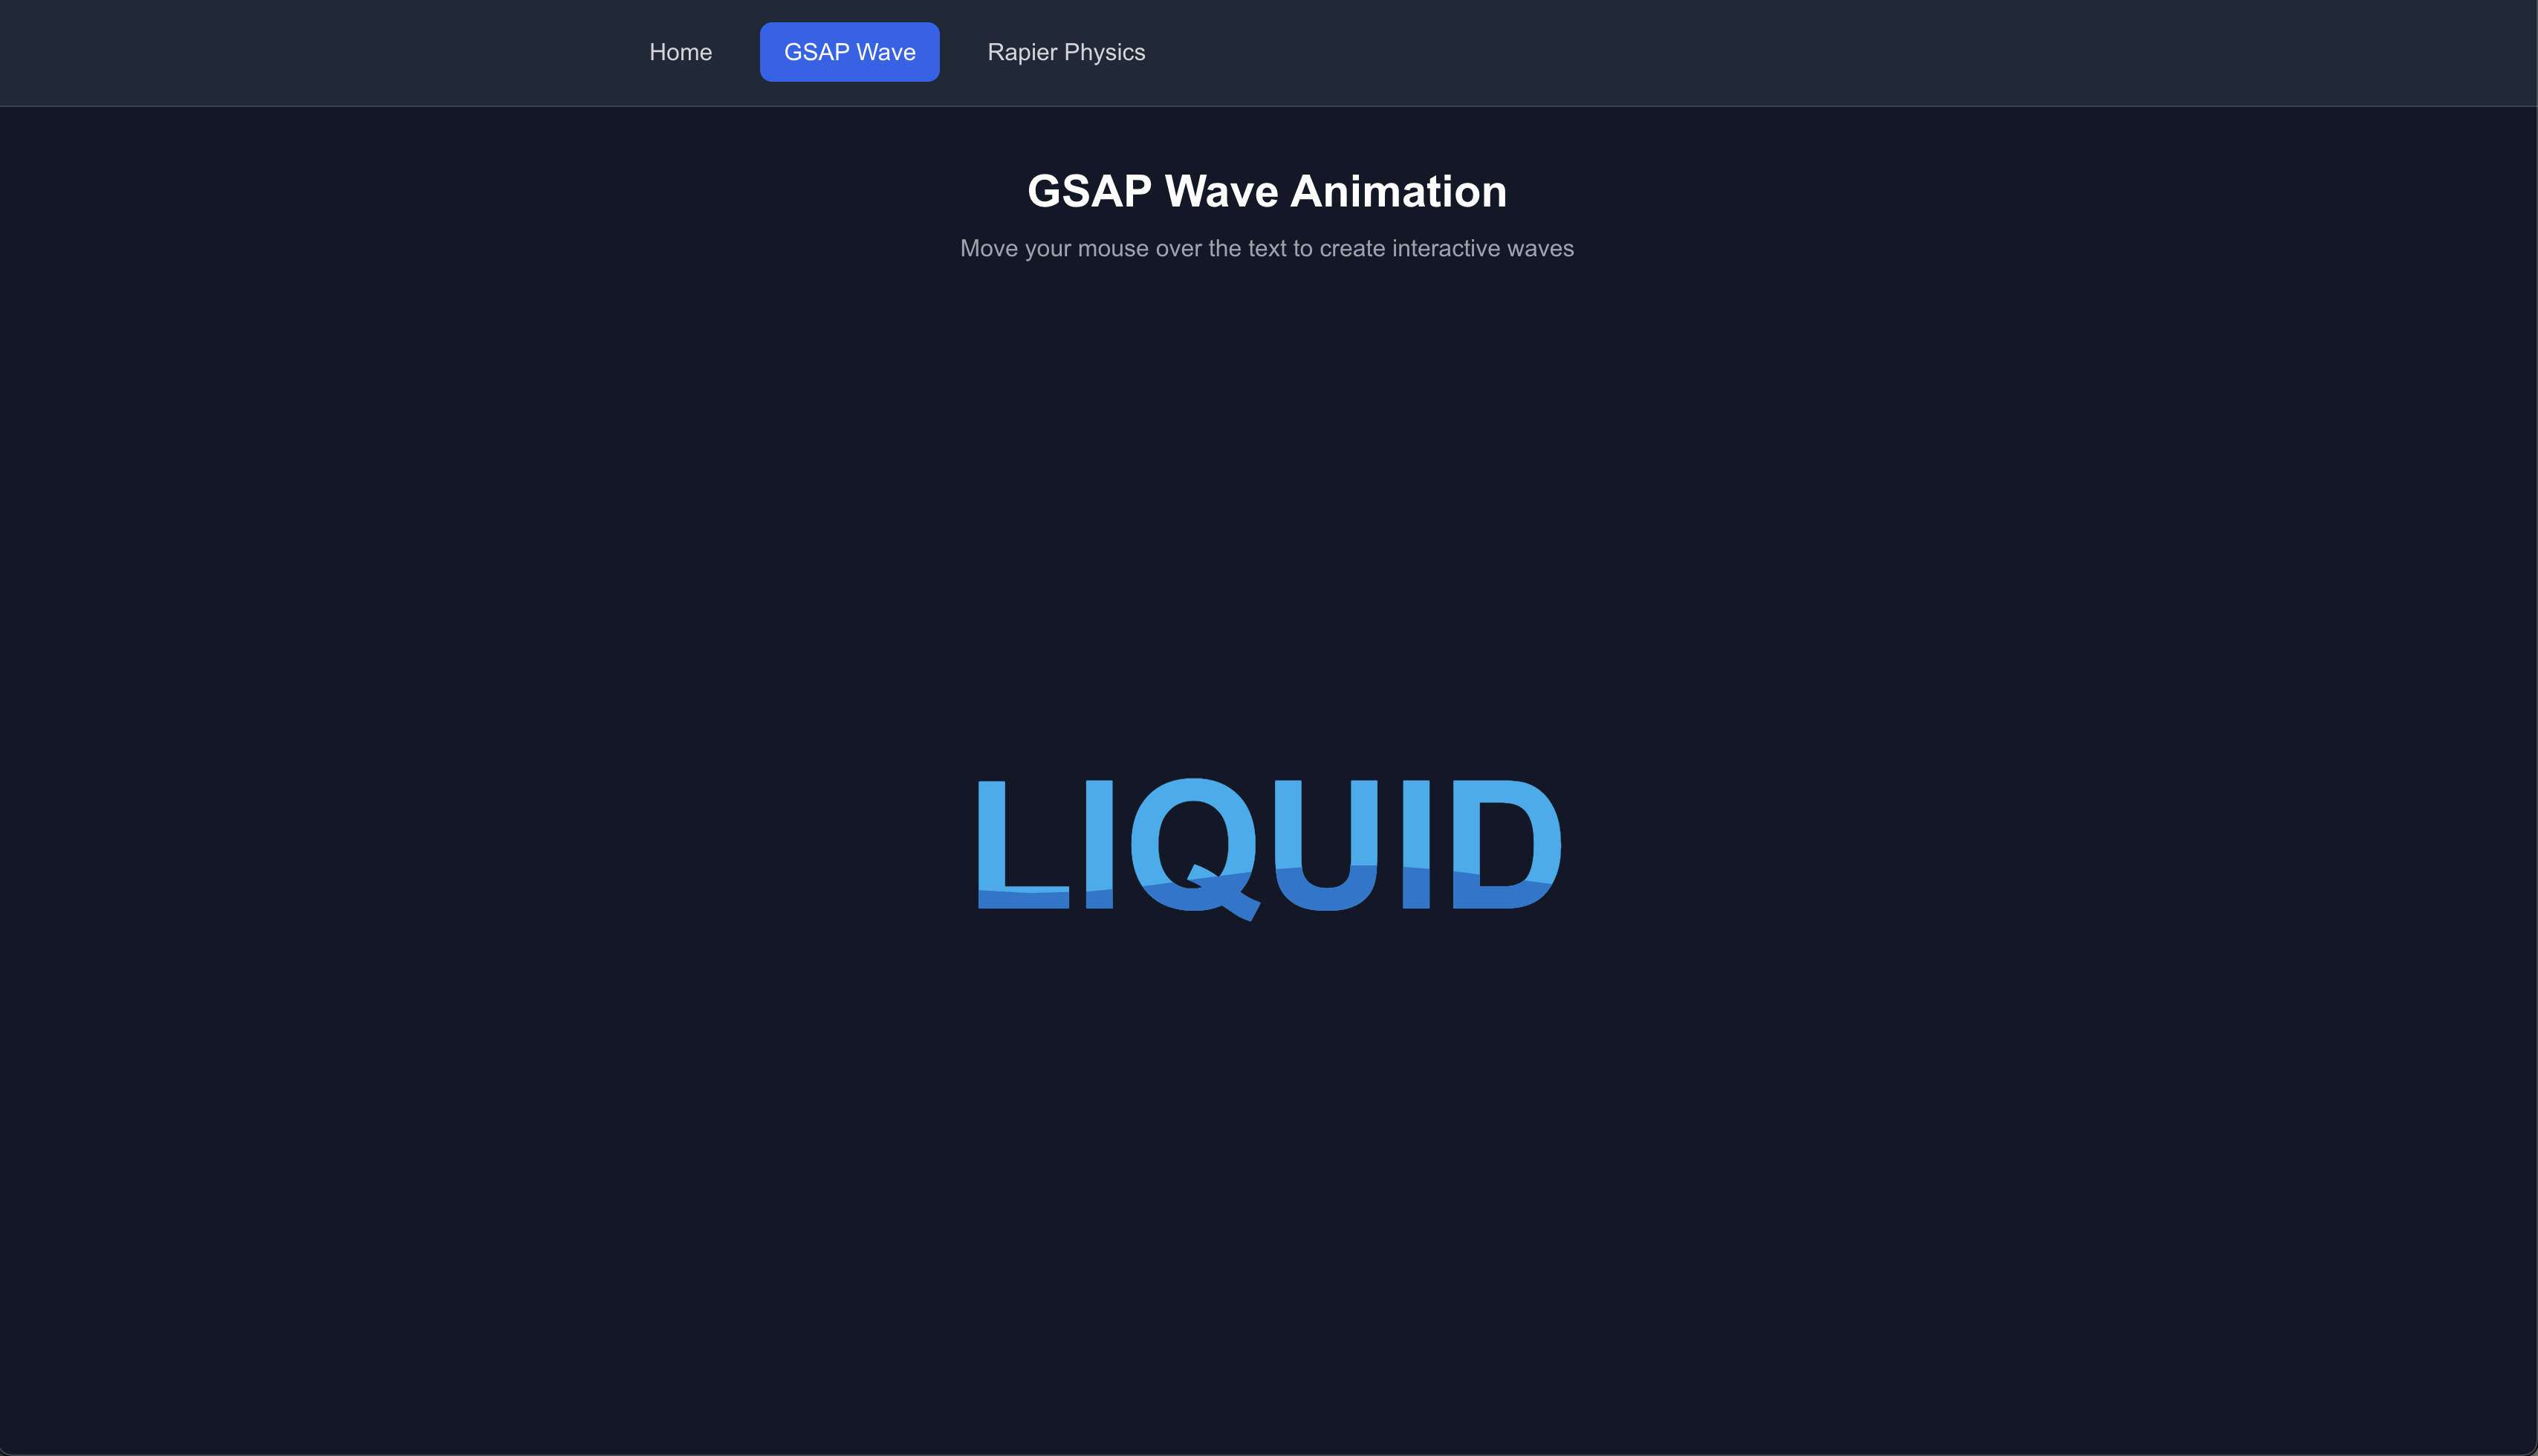 Home GSAP Wave Rapier Physics
GSAP Wave Animation
Move your mouse over the text to create interactive waves
LIQUID